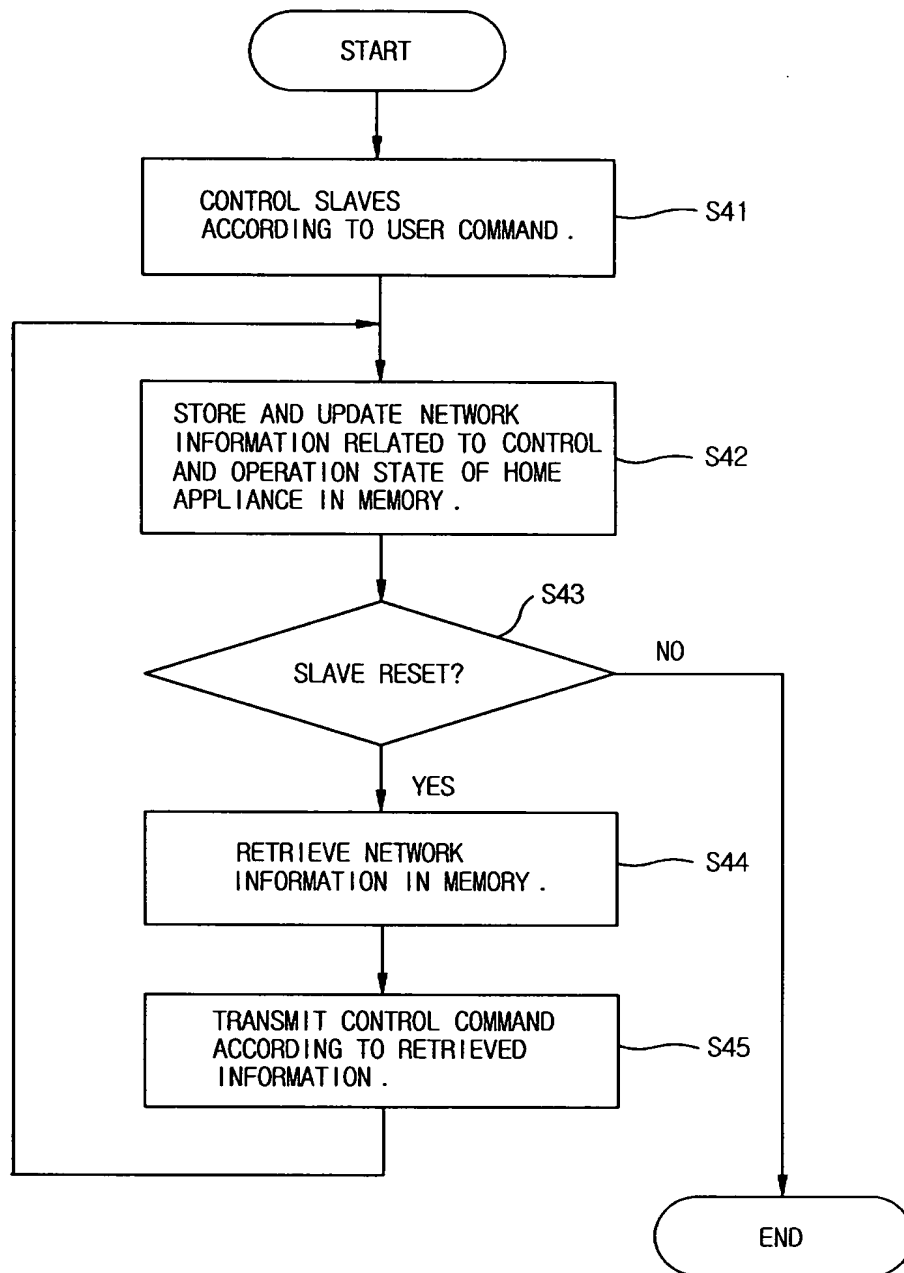 START
CONTROL SLAVES
ACCORDING TO USER COMMAND.
S41
STORE AND UPDATE NETWORK
INFORMATION RELATED TO CONTROL
AND OPERATION STATE OF HOME
APPLIANCE IN MEMORY.
S42
S43
SLAVE RESET?
NO
YES
RETRIEVE NETWORK
INFORMATION IN MEMORY.
S44
TRANSMIT CONTROL COMMAND
ACCORDING TO RETRIEVED
INFORMATION.
S45
END